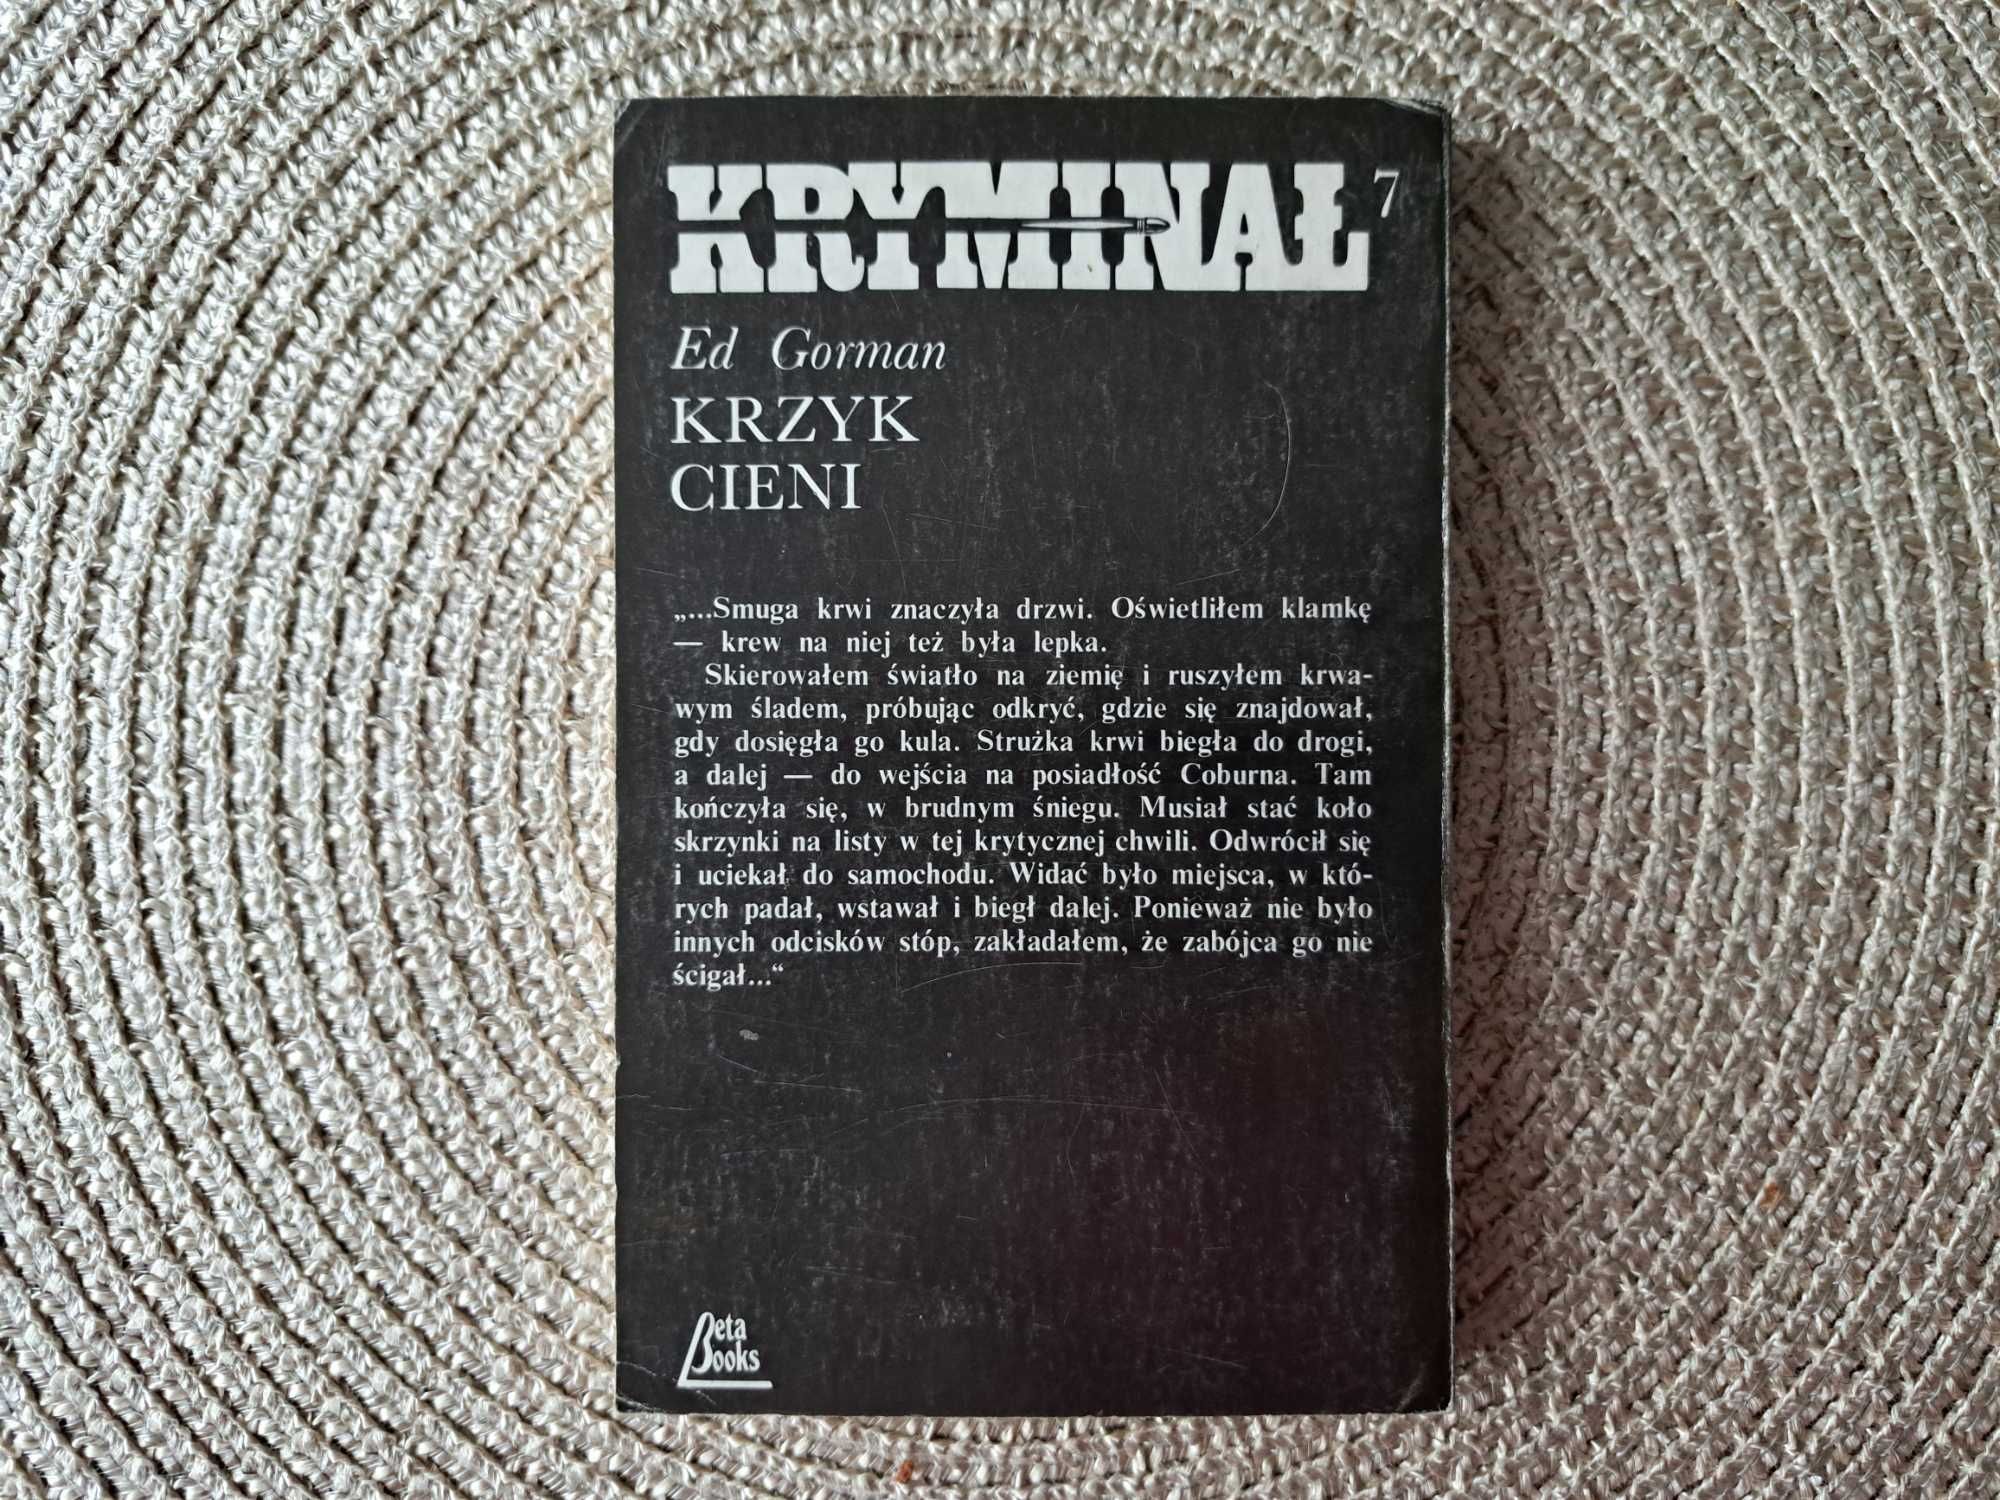 KRYMINAŁ 7
Ed Gorman
KRZYK
CIENI
„...Smuga krwi znaczyła drzwi. Oświetliłem klamkę
— krew na niej też była lepka.
Skierowałem światło na ziemię i ruszyłem krwa-
wym śladem, próbując odkryć, gdzie się znajdował,
gdy dosięgła go kula. Strużka krwi biegła do drogi,
a dalej — do wejścia na posiadłość Coburna. Tam
kończyła się, w brudnym śniegu. Musiał stać koło
skrzynki na listy w tej krytycznej chwili. Odwrócił się
i uciekał do samochodu. Widać było miejsca, w któ-
rych padał, wstawał i biegł dalej. Ponieważ nie było
innych odcisków stóp, zakładałem, że zabójca go nie
ścigał...“
Beta
Books